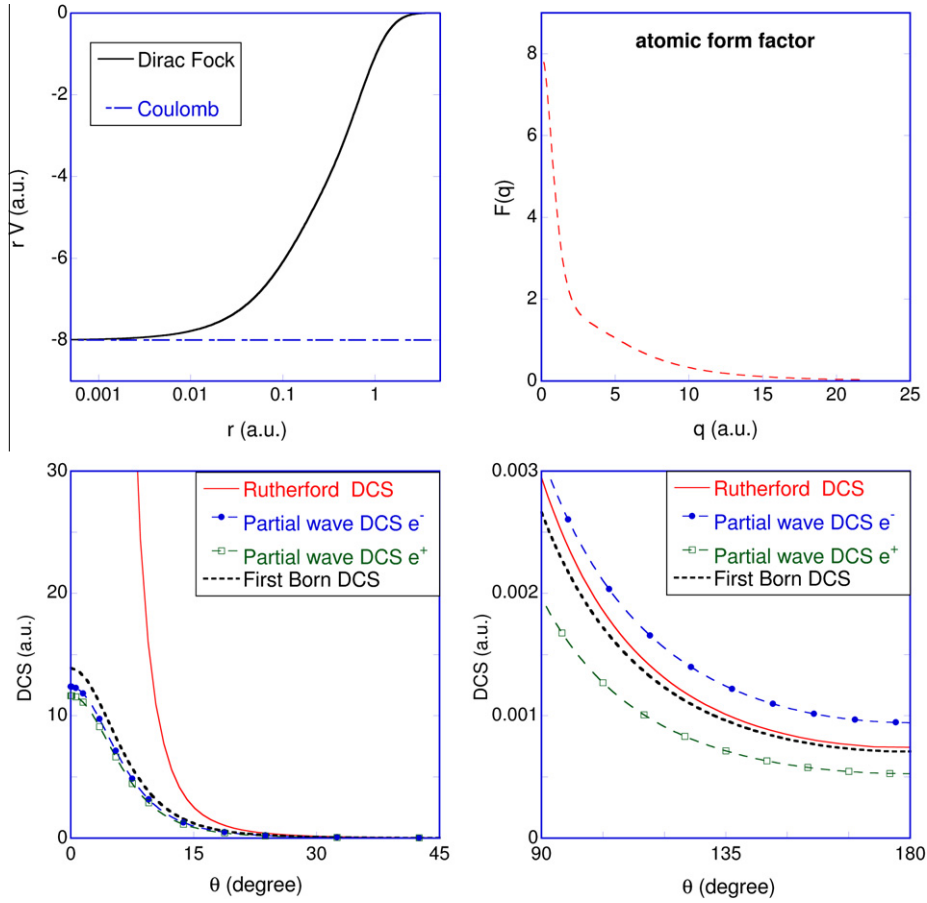 0
-2
-4
-6
-8
r V (a.u.)
Dirac Fock
Coulomb
0.001
0.01
0.1
1
r (a.u.)
atomic form factor
8
6
4
2
0
F(q)
0
5
10
15
20
25
q (a.u.)
30
20
10
0
DCS (a.u.)
Rutherford DCS
Partial wave DCS e-
Partial wave DCS e+
First Born DCS
0
15
30
45
θ (degree)
0.003
0.002
0.001
0
DCS (a.u.)
Rutherford DCS
Partial wave DCS e-
Partial wave DCS e+
First Born DCS
90
135
180
θ (degree)